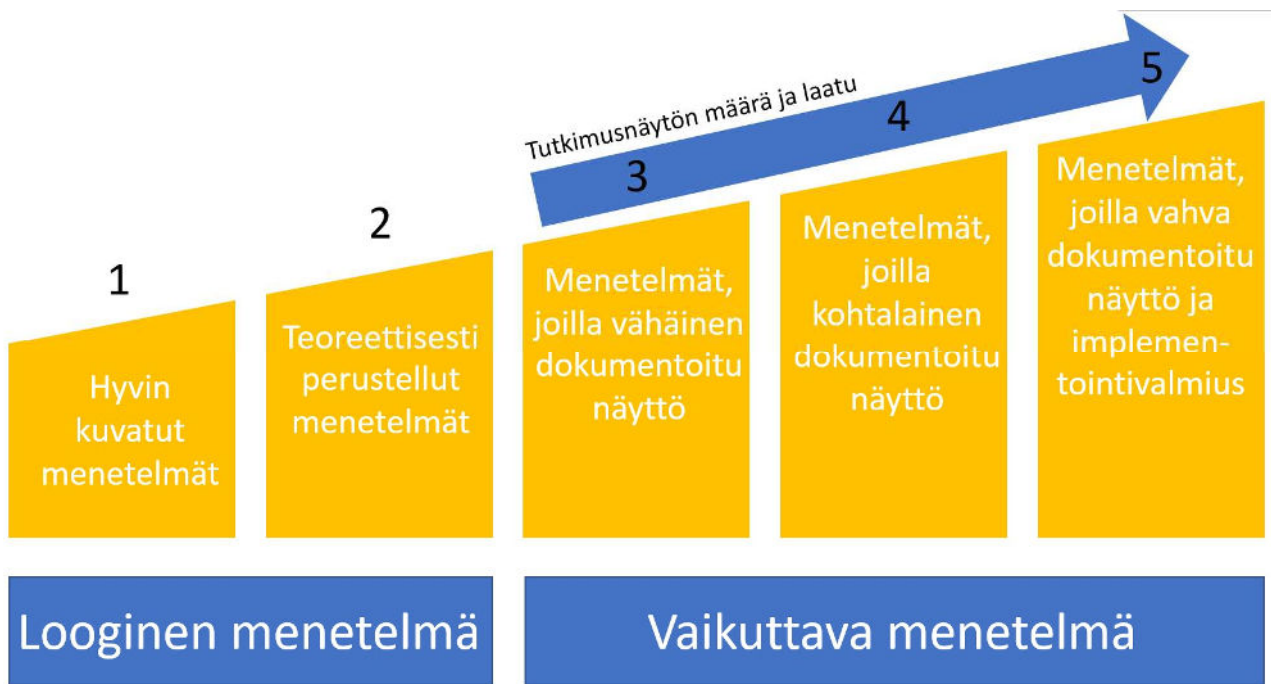 Tutkimusnäytön määrä ja laatu
1
Hyvin
kuvatut
menetelmät
2
Teoreettisesti
perustellut
menetelmät
3
Menetelmät,
joilla vähäinen
dokumentoitu
näyttö
4
Menetelmät,
joilla
kohtalainen
dokumentoitu
näyttö
5
Menetelmät,
joilla vahva
dokumentoitu
näyttö ja
implemen-
tointivalmius
Looginen menetelmä
Vaikuttava menetelmä